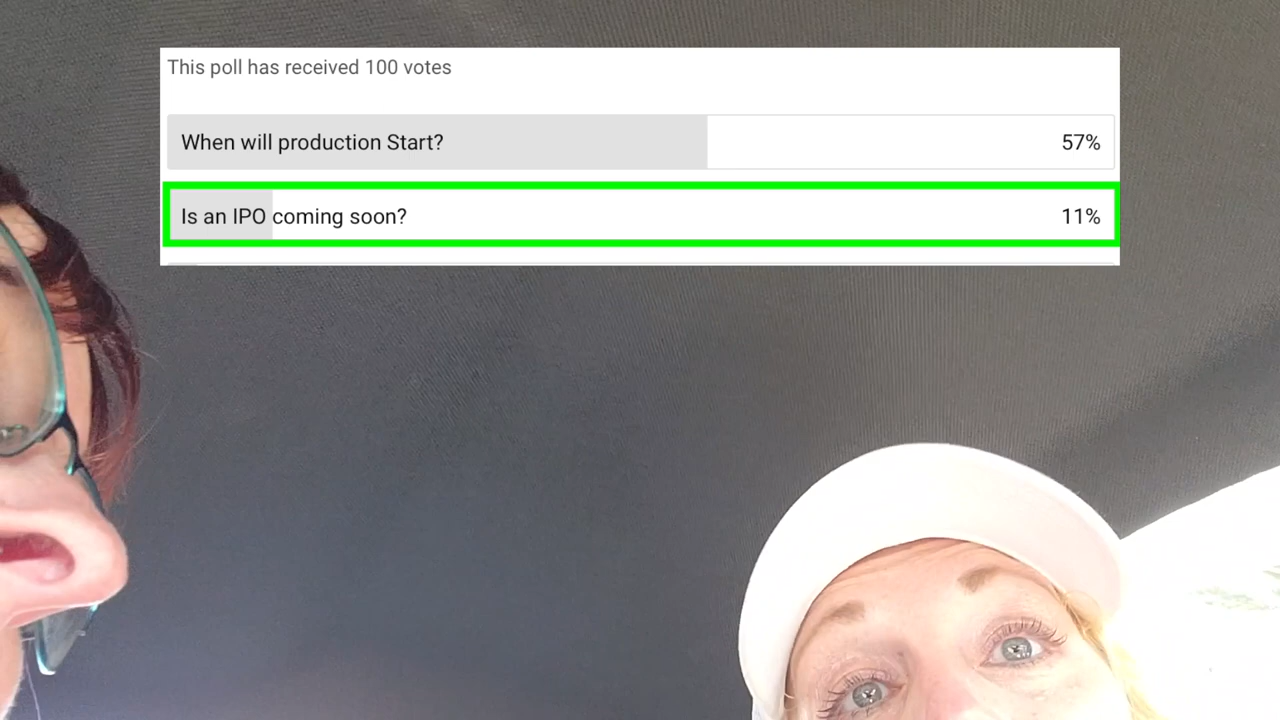 This poll has received 100 votes
When will production Start? 57%
Is an IPO coming soon? 11%